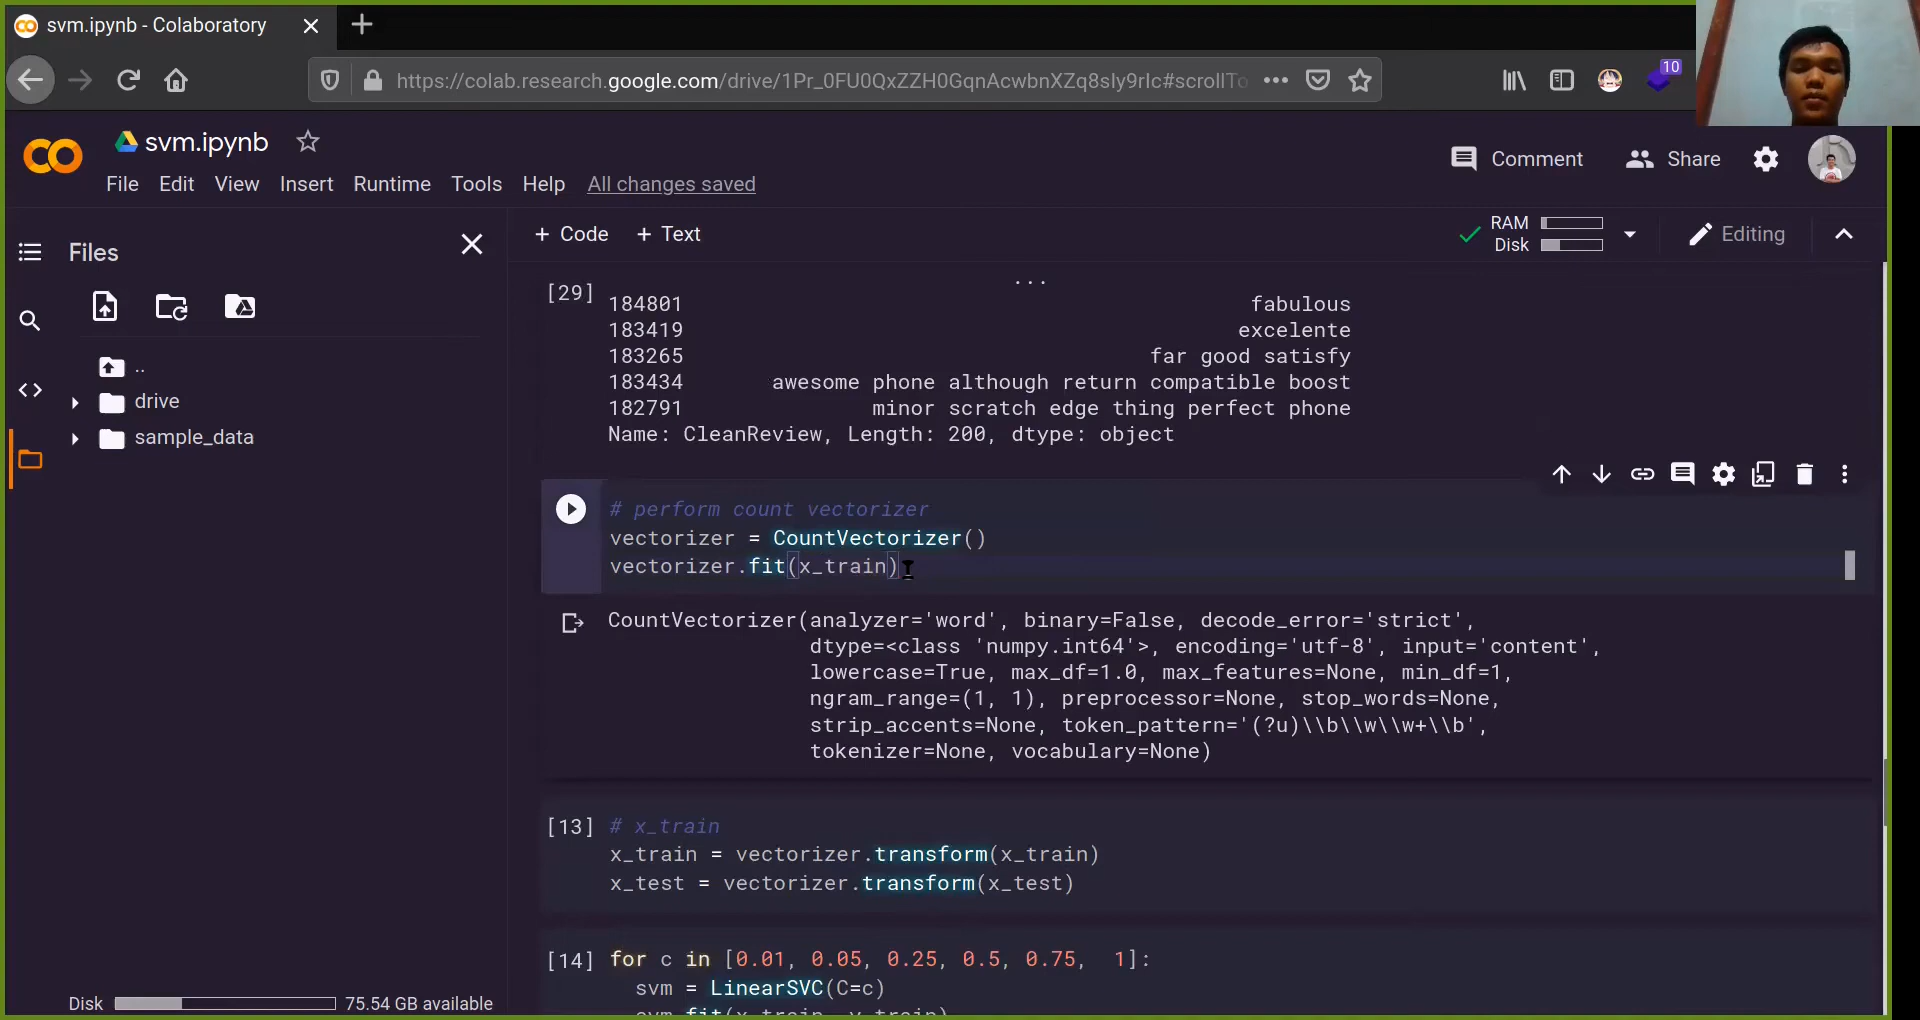 svm.ipynb - Colaboratory
https://colab.research.google.com/drive/1Pr_0FU0QxZZH0GqnAcwbnXZq8sIy9rIc#scrollTo
10
svm.ipynb
Comment
Share
File Edit View Insert Runtime Tools Help All changes saved
+ Code + Text
RAM
Disk
Editing
Files
..
drive
sample_data
Disk 75.54 GB available
...
[29]
184801 fabulous
183419 excelente
183265 far good satisfy
183434 awesome phone although return compatible boost
182791 minor scratch edge thing perfect phone
Name: CleanReview, Length: 200, dtype: object
# perform count vectorizer
vectorizer = CountVectorizer()
vectorizer.fit(x_train)
CountVectorizer(analyzer='word', binary=False, decode_error='strict',
dtype=<class 'numpy.int64'>, encoding='utf-8', input='content',
lowercase=True, max_df=1.0, max_features=None, min_df=1,
ngram_range=(1, 1), preprocessor=None, stop_words=None,
strip_accents=None, token_pattern='(?u)\\b\\w\\w+\\b',
tokenizer=None, vocabulary=None)
[13] # x_train
x_train = vectorizer.transform(x_train)
x_test = vectorizer.transform(x_test)
[14] for c in [0.01, 0.05, 0.25, 0.5, 0.75, 1]:
svm = LinearSVC(C=c)
svm.fit(x_train, y_train)